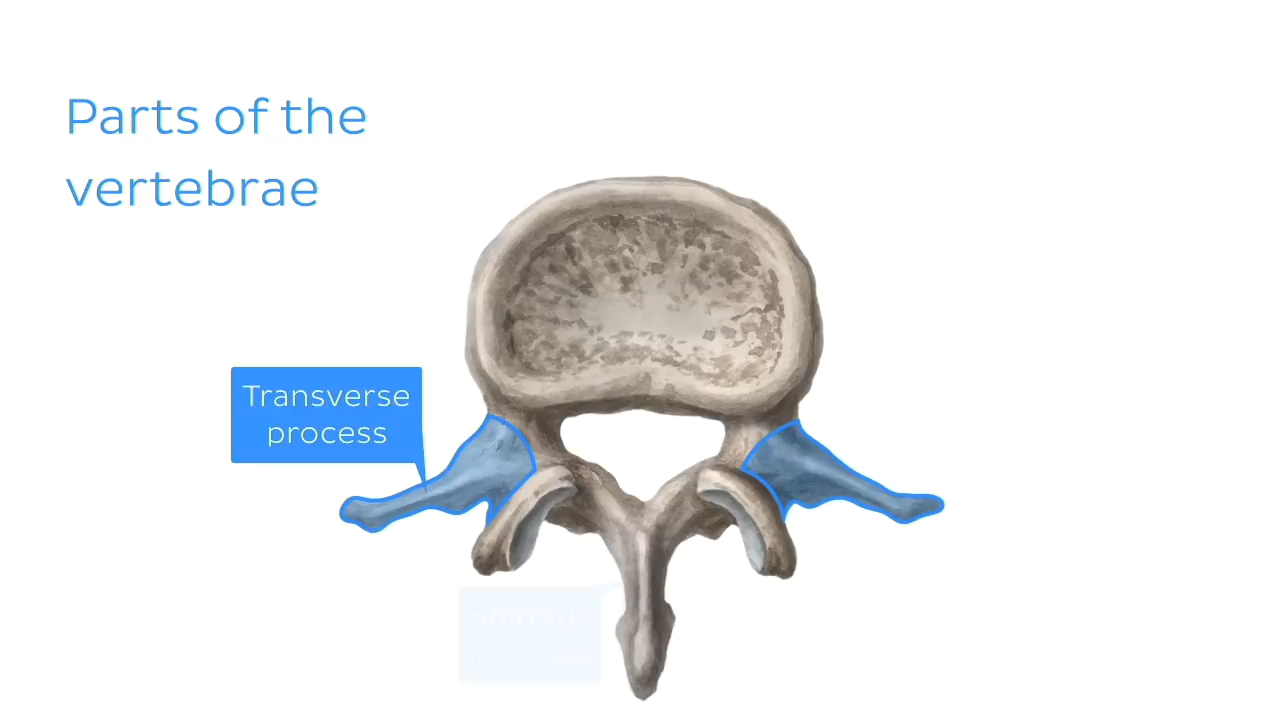 Parts of the
vertebrae
Transverse
process